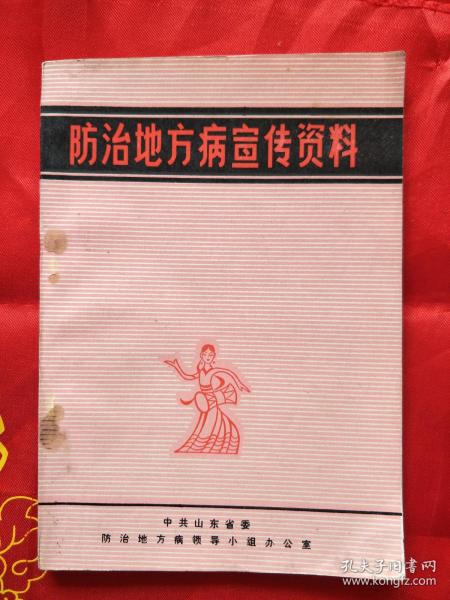 防治地方病宣传资料
中共山东省委
防治地方病领导小组办公室
孔夫子旧书网
www.kongfz.com